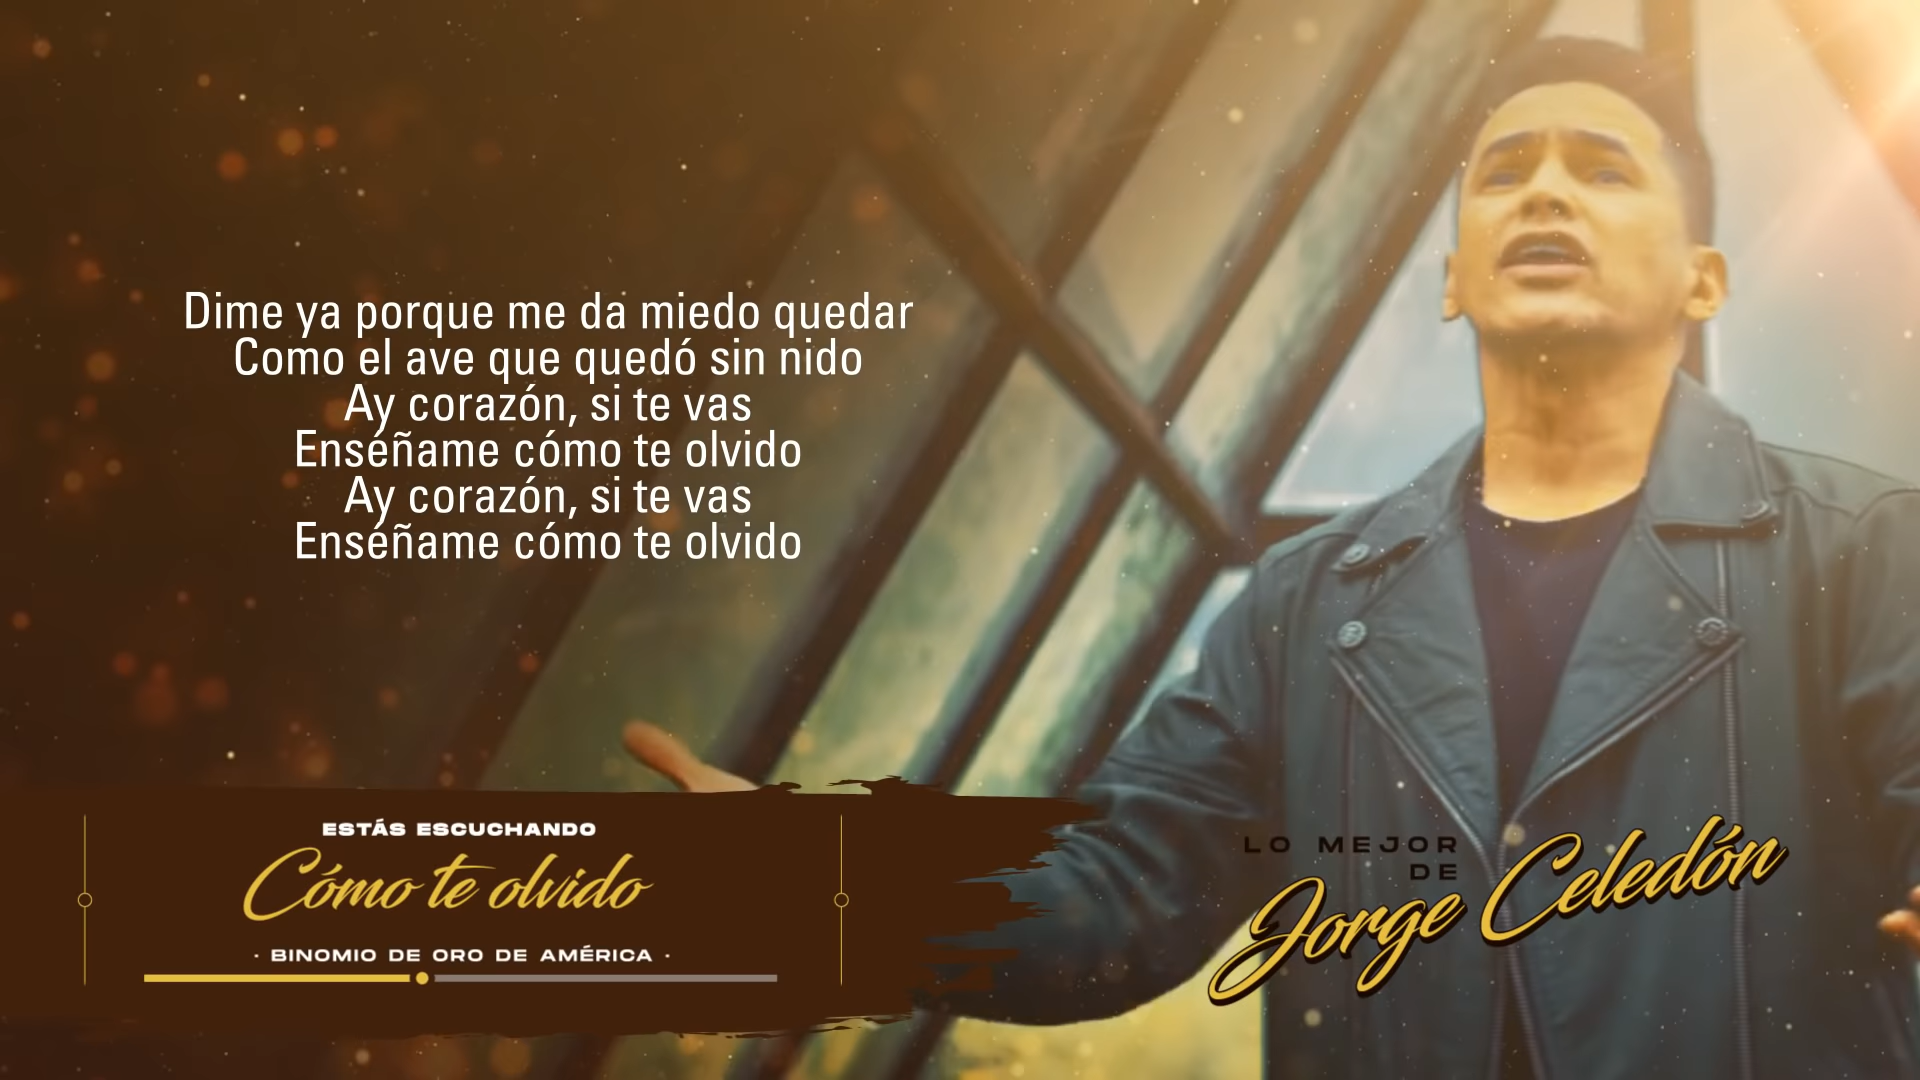 Dime ya porque me da miedo quedar
Como el ave que quedó sin nido
Ay corazón, si te vas
Enséñame cómo te olvido
Ay corazón, si te vas
Enséñame cómo te olvido
ESTÁS ESCUCHANDO
Cómo te olvido
· BINOMIO DE ORO DE AMÉRICA ·
LO MEJOR
DE
Jorge Celedón